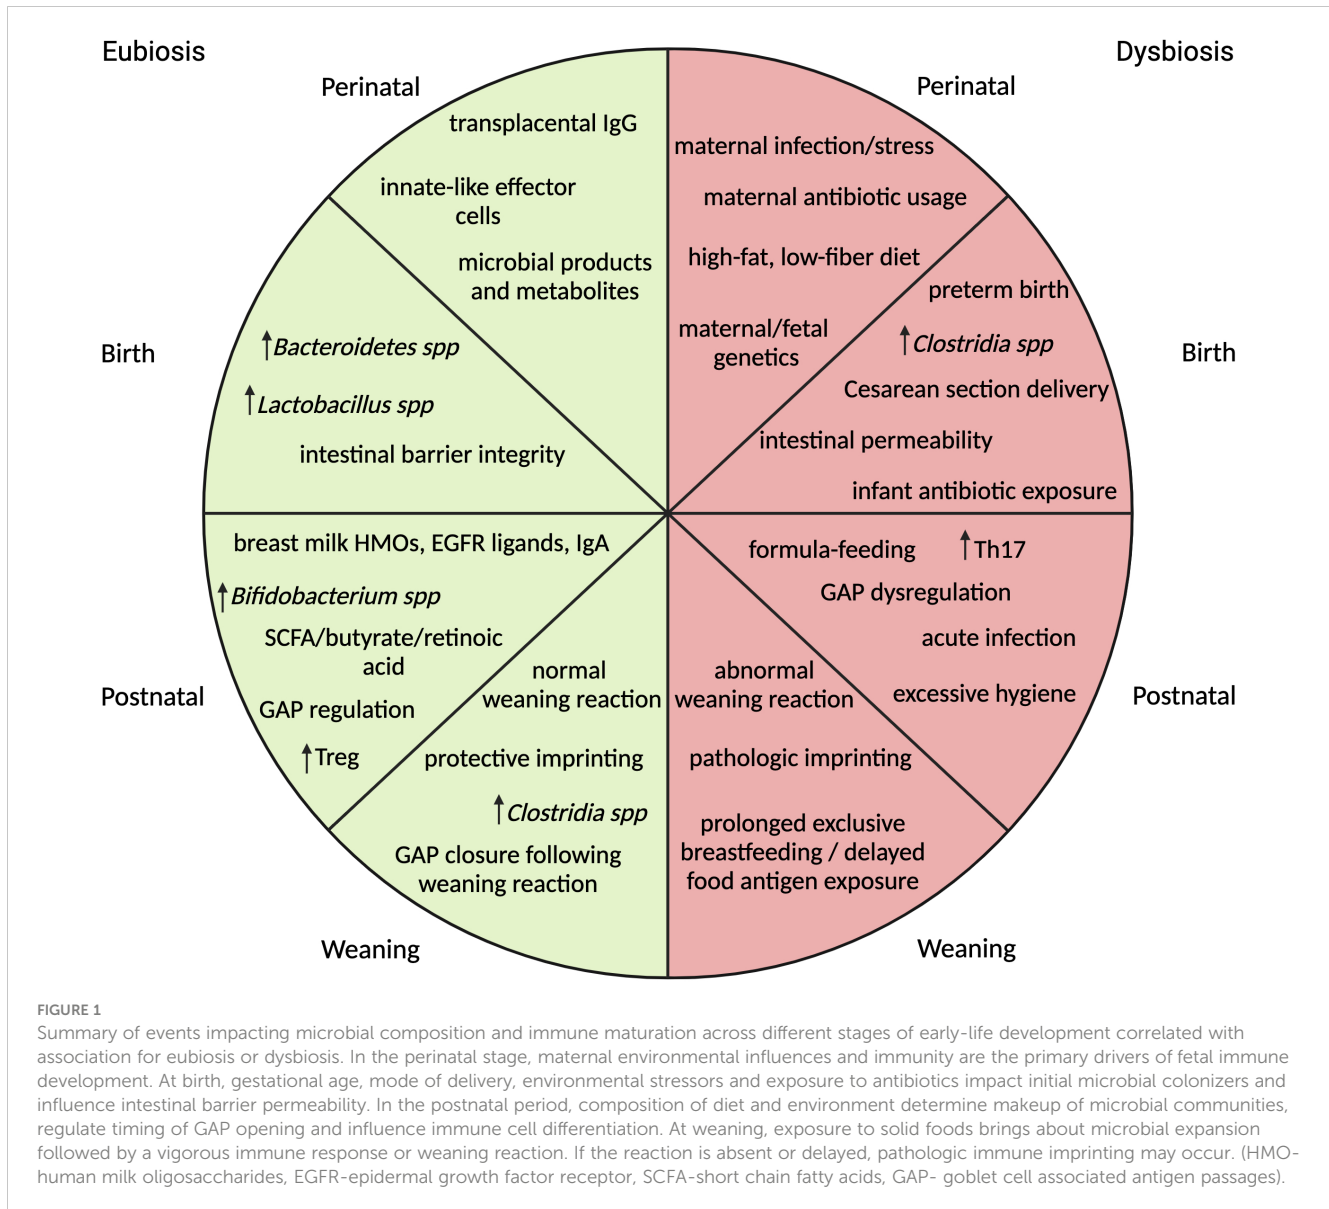 Eubiosis
Dysbiosis
Perinatal
Perinatal
transplacental IgG
innate-like effector
cells
microbial products
and metabolites
maternal infection/stress
maternal antibiotic usage
high-fat, low-fiber diet
maternal/fetal
genetics
Birth
↑Bacteroidetes spp
↑Lactobacillus spp
intestinal barrier integrity
preterm birth
↑Clostridia spp
Cesarean section delivery
intestinal permeability
infant antibiotic exposure
Birth
breast milk HMOs, EGFR ligands, IgA
↑Bifidobacterium spp
SCFA/butyrate/retinoic
acid
GAP regulation
↑Treg
Postnatal
formula-feeding ↑Th17
GAP dysregulation
acute infection
excessive hygiene
Postnatal
normal
weaning reaction
protective imprinting
↑Clostridia spp
GAP closure following
weaning reaction
Weaning
abnormal
weaning reaction
pathologic imprinting
prolonged exclusive
breastfeeding / delayed
food antigen exposure
Weaning
FIGURE 1
Summary of events impacting microbial composition and immune maturation across different stages of early-life development correlated with
association for eubiosis or dysbiosis. In the perinatal stage, maternal environmental influences and immunity are the primary drivers of fetal immune
development. At birth, gestational age, mode of delivery, environmental stressors and exposure to antibiotics impact initial microbial colonizers and
influence intestinal barrier permeability. In the postnatal period, composition of diet and environment determine makeup of microbial communities,
regulate timing of GAP opening and influence immune cell differentiation. At weaning, exposure to solid foods brings about microbial expansion
followed by a vigorous immune response or weaning reaction. If the reaction is absent or delayed, pathologic immune imprinting may occur. (HMO-
human milk oligosaccharides, EGFR-epidermal growth factor receptor, SCFA-short chain fatty acids, GAP- goblet cell associated antigen passages).